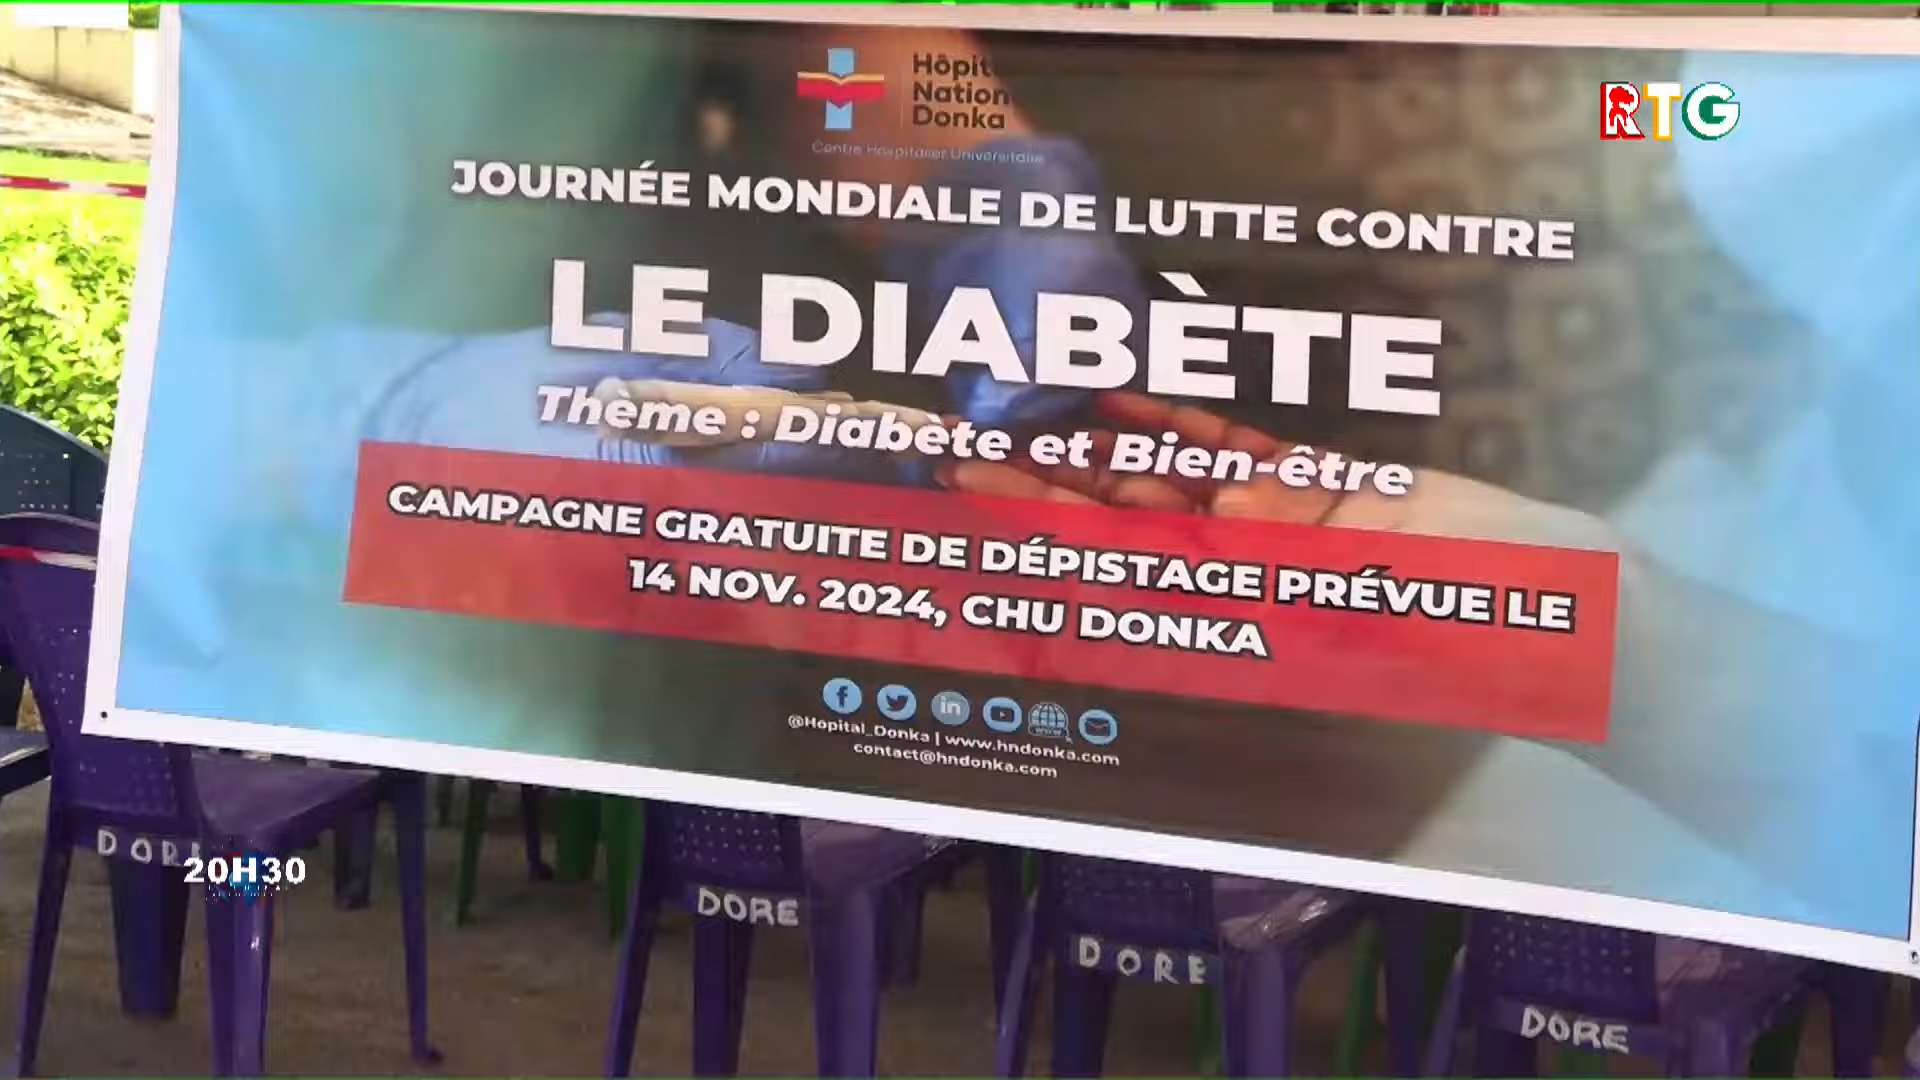 Hôpit
Nation
Donka
Centre Hospitalier Universitaire
RTG
JOURNÉE MONDIALE DE LUTTE CONTRE
LE DIABÈTE
Thème : Diabète et Bien-être
CAMPAGNE GRATUITE DE DÉPISTAGE PRÉVUE LE
14 NOV. 2024, CHU DONKA
@Hopital_Donka | www.hndonka.com
contact@hndonka.com
DORE
20H30
DORE
DORE
DORE